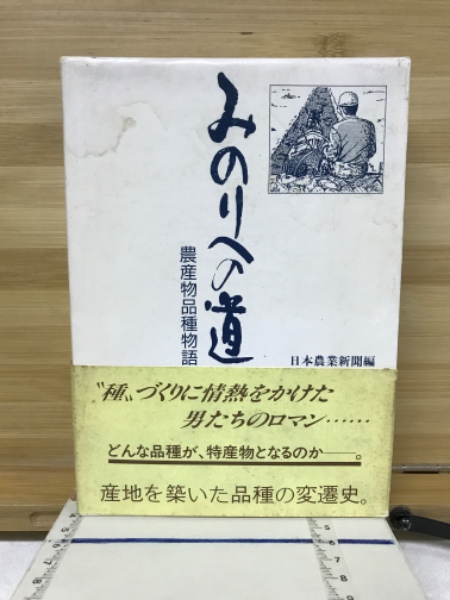 みのりへの道
農産物品種物語
日本農業新聞編
〝種〟づくりに情熱をかけた
男たちのロマン……
どんな品種が、特産物となるのか──。
産地を築いた品種の変遷史。